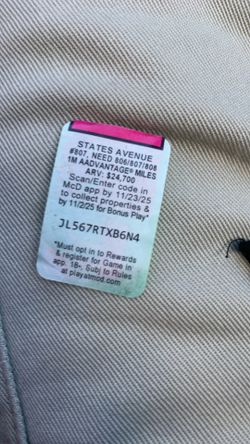 STATES AVENUE
#807, NEED 806/807/808
1M AADVANTAGE® MILES
ARV: $24,700
Scan/Enter code in
McD app by 11/23/25
to collect properties &
by 11/2/25 for Bonus Play*
JL567RTXB6N4
*Must opt in to Rewards
& register for Game in
app. 18+. Subj to Rules
at playatmcd.com